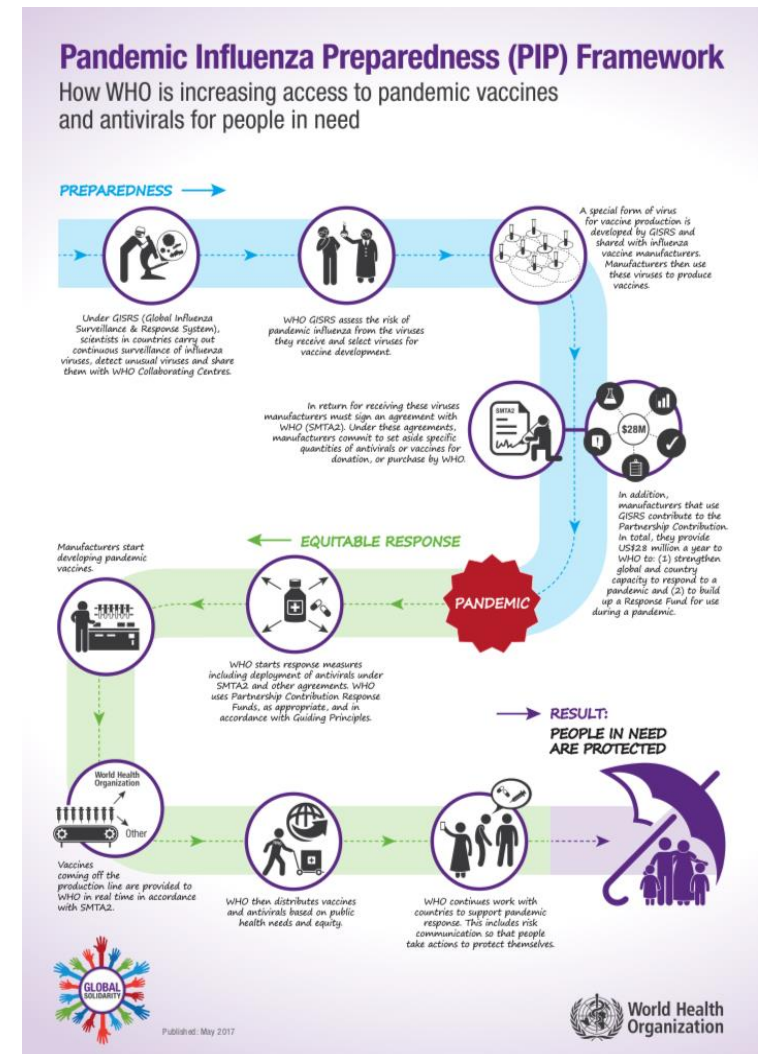 Pandemic Influenza Preparedness (PIP) Framework
How WHO is increasing access to pandemic vaccines
and antivirals for people in need
PREPAREDNESS
Under GISRS (Global Influenza
Surveillance & Response System),
scientists in countries carry out
continuous surveillance of influenza
viruses, detect unusual viruses and share
them with WHO Collaborating Centres.
WHO GISRS assess the risk of
pandemic influenza from the viruses
they receive and select viruses for
vaccine development.
A special form of virus
for vaccine production is
developed by GISRS and
shared with influenza
vaccine manufacturers.
Manufacturers then use
these viruses to produce
vaccines.
In return for receiving these viruses
manufacturers must sign an agreement with
WHO (SMTA2). Under these agreements,
manufacturers commit to set aside specific
quantities of antivirals or vaccines for
donation, or purchase by WHO.
SMTA2
$28M
In addition,
manufacturers that use
GISRS contribute to the
Partnership Contribution.
In total, they provide
US$28 million a year to
WHO to: (1) strengthen
global and country
capacity to respond to a
pandemic and (2) to build
up a Response Fund for use
during a pandemic.
EQUITABLE RESPONSE
PANDEMIC
WHO starts response measures
including deployment of antivirals under
SMTA2 and other agreements. WHO
uses Partnership Contribution Response
Funds, as appropriate, and in
accordance with Guiding Principles.
Manufacturers start
developing pandemic
vaccines.
World Health
Organization
Other
Vaccines
coming off the
production line are provided to
WHO in real time in accordance
with SMTA2.
WHO then distributes vaccines
and antivirals based on public
health needs and equity.
WHO continues work with
countries to support pandemic
response. This includes risk
communication so that people
take actions to protect themselves.
RESULT:
PEOPLE IN NEED
ARE PROTECTED
GLOBAL
SOLIDARITY
Published: May 2017
World Health
Organization